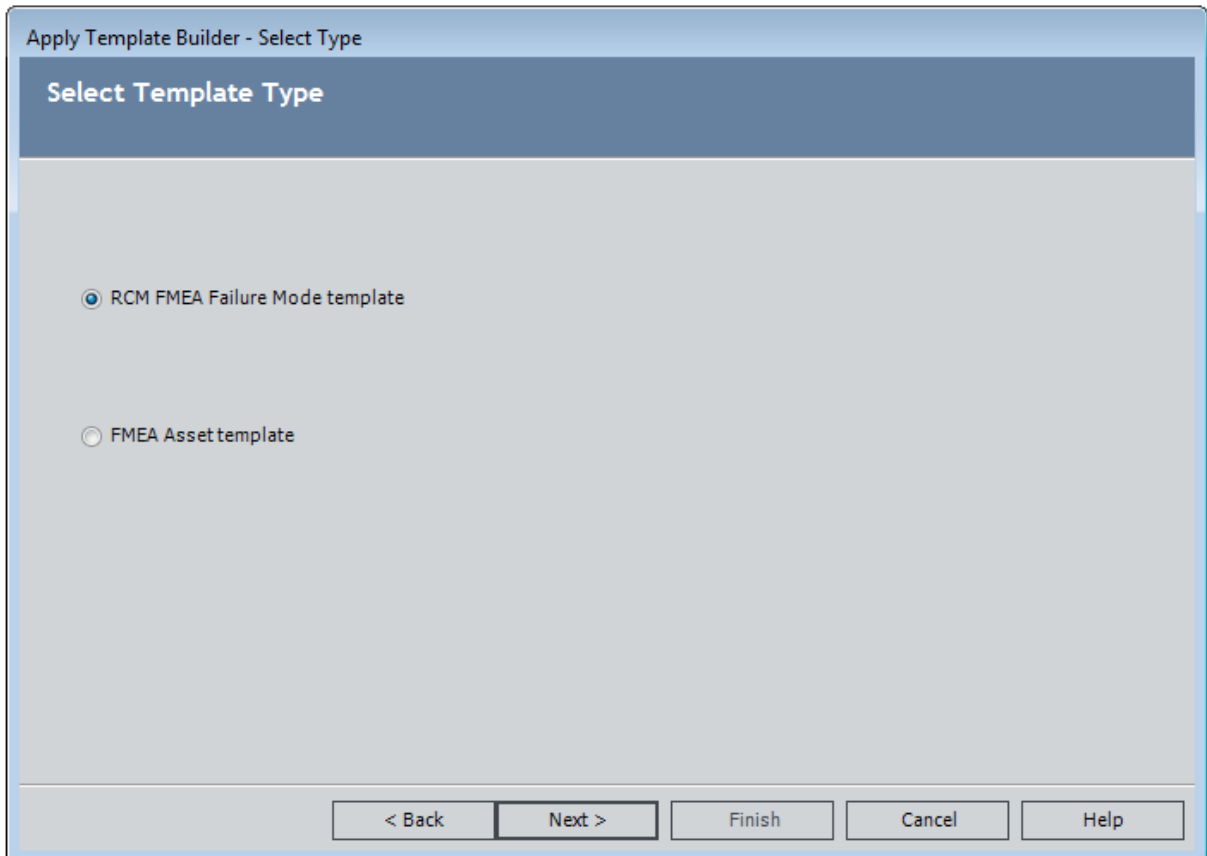 Apply Template Builder - Select Type
Select Template Type
RCM FMEA Failure Mode template
FMEA Asset template
< Back Next > Finish Cancel Help